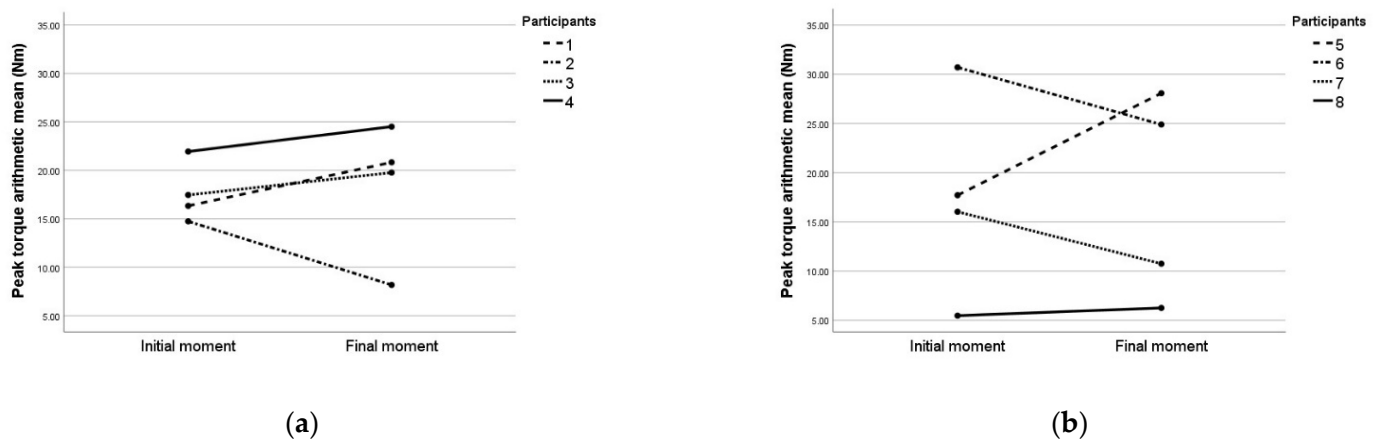 Peak torque arithmetic mean (Nm)
35.00
30.00
25.00
20.00
15.00
10.00
5.00
Initial moment
Final moment
Participants
1
2
3
4
(a)
Peak torque arithmetic mean (Nm)
35.00
30.00
25.00
20.00
15.00
10.00
5.00
Initial moment
Final moment
Participants
5
6
7
8
(b)